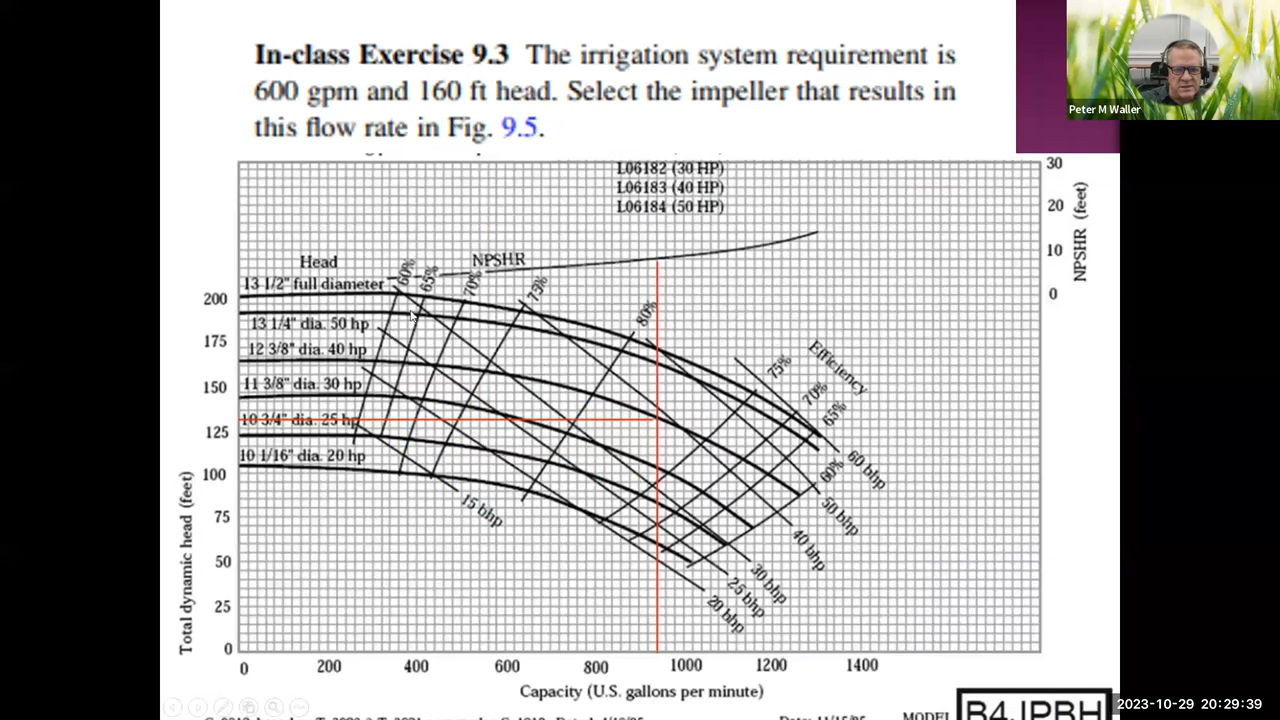 In-class Exercise 9.3 The irrigation system requirement is
600 gpm and 160 ft head. Select the impeller that results in
this flow rate in Fig. 9.5.
Peter M Waller
L06182 (30 HP)
L06183 (40 HP)
L06184 (50 HP)
30
20
10
0
NPSHR (feet)
Head
NPSHR
60%
65%
70%
75%
80%
13 1/2" full diameter
13 1/4" dia. 50 hp
12 3/8" dia. 40 hp
11 3/8" dia. 30 hp
10 3/4" dia. 25 hp
10 1/16" dia. 20 hp
Efficiency
75%
70%
65%
60%
15 bhp
20 bhp
25 bhp
30 bhp
40 bhp
50 bhp
60 bhp
200
175
150
125
100
75
50
25
0
Total dynamic head (feet)
0 200 400 600 800 1000 1200 1400
Capacity (U.S. gallons per minute)
MODEL
B4JPBH
2023-10-29 20:29:39